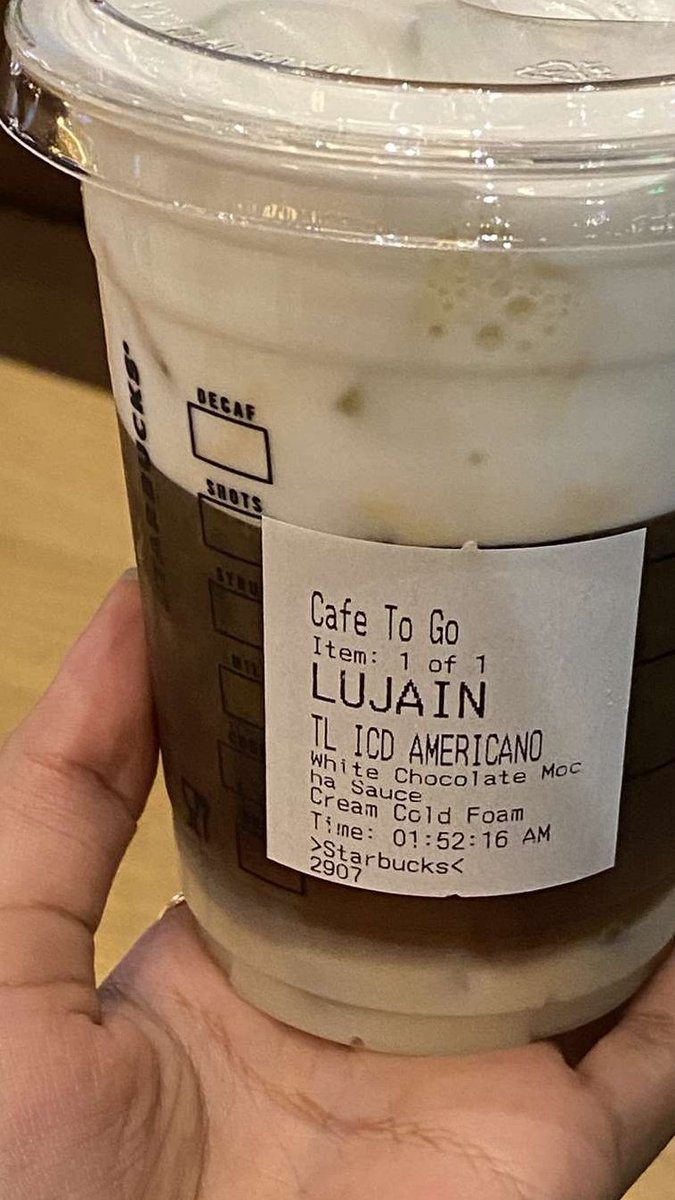 STARBUCKS
DECAF
SHOTS
Cafe To Go
Item: 1 of 1
LUJAIN
TL ICD AMERICANO
White Chocolate Moc
ha Sauce
Cream Cold Foam
Time: 01:52:16 AM
>Starbucks<
2907